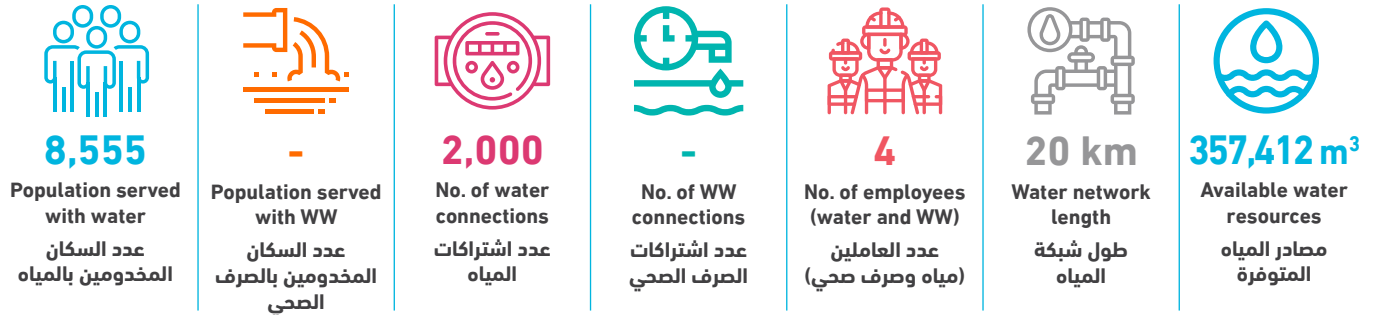 8,555
Population served
with water
عدد السكان
المخدومين بالمياه
-
Population served
with WW
عدد السكان
المخدومين بالصرف
الصحي
2,000
No. of water
connections
عدد اشتراكات
المياه
-
No. of WW
connections
عدد اشتراكات
الصرف الصحي
4
No. of employees
(water and WW)
عدد العاملين
(مياه وصرف صحي)
20 km
Water network
length
طول شبكة
المياه
357,412 m³
Available water
resources
مصادر المياه
المتوفرة